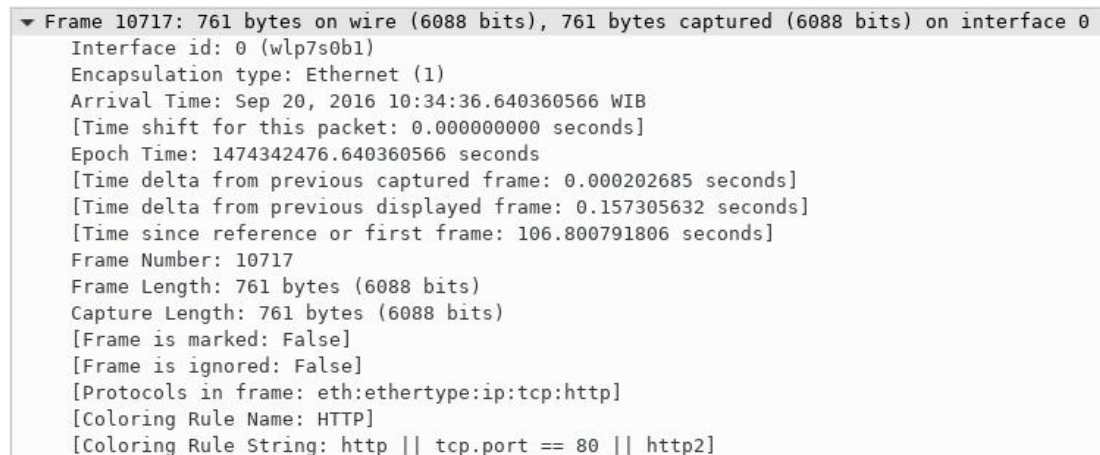 Frame 10717: 761 bytes on wire (6088 bits), 761 bytes captured (6088 bits) on interface 0
Interface id: 0 (wlp7s0b1)
Encapsulation type: Ethernet (1)
Arrival Time: Sep 20, 2016 10:34:36.640360566 WIB
[Time shift for this packet: 0.000000000 seconds]
Epoch Time: 1474342476.640360566 seconds
[Time delta from previous captured frame: 0.000202685 seconds]
[Time delta from previous displayed frame: 0.157305632 seconds]
[Time since reference or first frame: 106.800791806 seconds]
Frame Number: 10717
Frame Length: 761 bytes (6088 bits)
Capture Length: 761 bytes (6088 bits)
[Frame is marked: False]
[Frame is ignored: False]
[Protocols in frame: eth:ethertype:ip:tcp:http]
[Coloring Rule Name: HTTP]
[Coloring Rule String: http || tcp.port == 80 || http2]